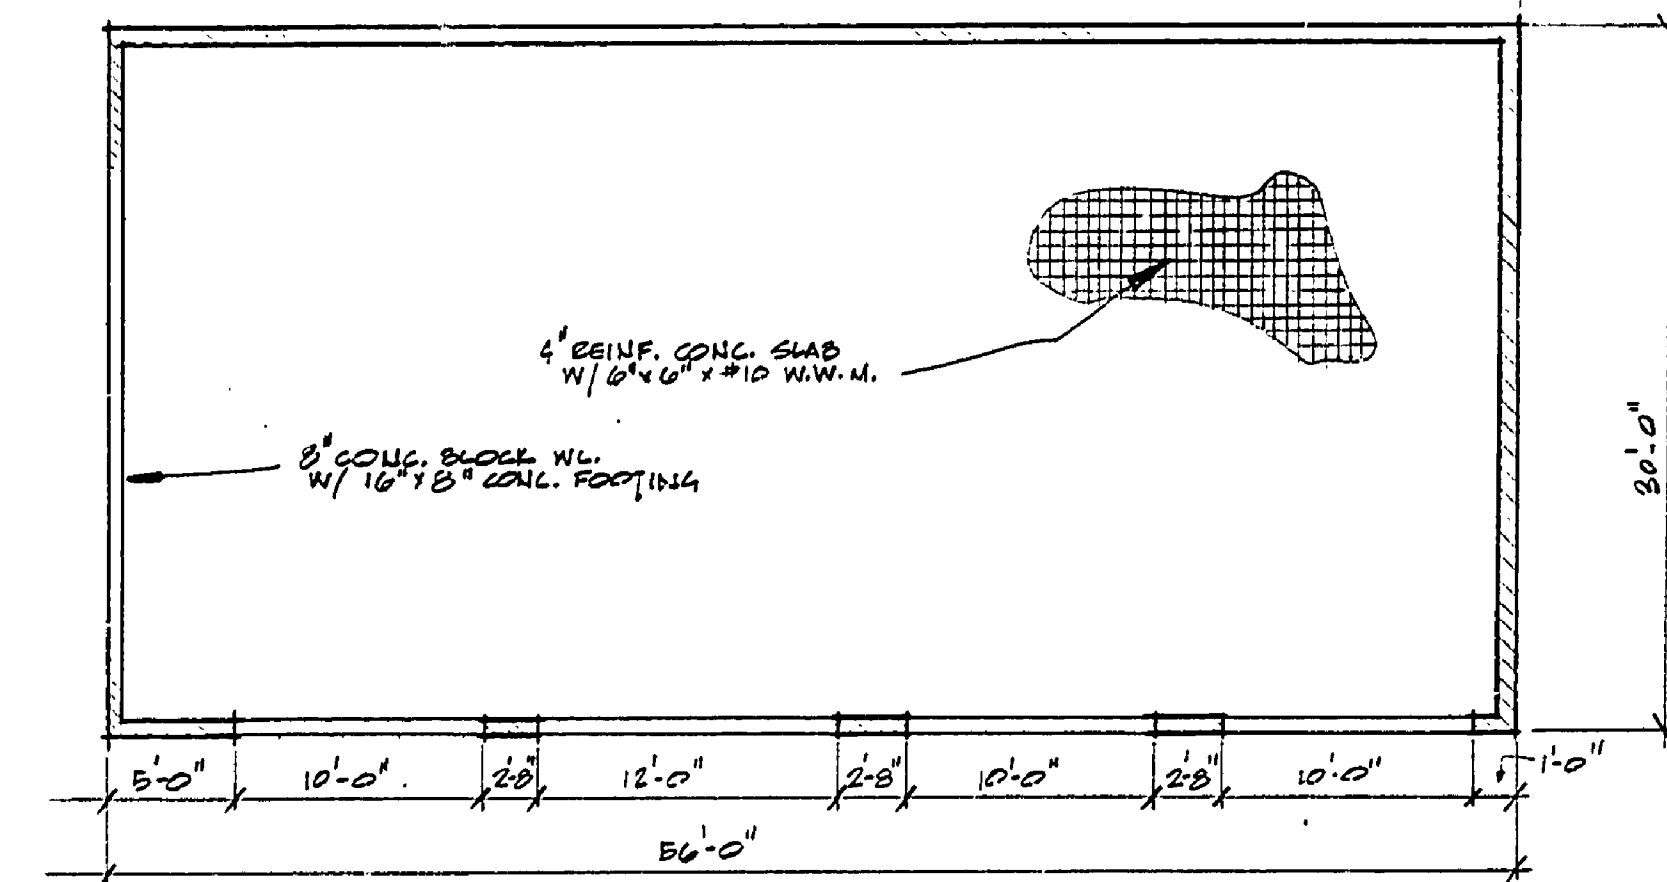 4" REINF. CONC. SLAB
W/ 6"x6" x #10 W.W.M.
8" CONC. BLOCK WL.
W/ 16"x8" CONC. FOOTING
30'-0"
5'-0" 10'-0" 2'-8" 12'-0" 2'-8" 10'-0" 2'-8" 10'-0" 1'-0"
56'-0"